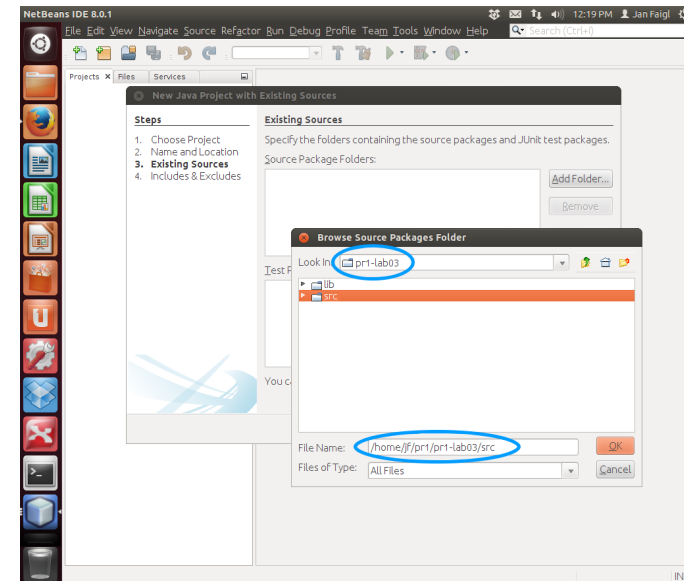 NetBeans IDE 8.0.1
12:19 PM
Jan Faigl
File Edit View Navigate Source Refactor Run Debug Profile Team Tools Window Help
Search (Ctrl+I)
Projects
Files
Services
New Java Project with Existing Sources
Steps
1. Choose Project
2. Name and Location
3. Existing Sources
4. Includes & Excludes
Existing Sources
Specify the folders containing the source packages and JUnit test packages.
Source Package Folders:
Add Folder...
Remove
Browse Source Packages Folder
Look In:
pr1-lab03
Test P
lib
src
You ca
File Name:
/home/jf/pr1/pr1-lab03/src
OK
Files of Type:
All Files
Cancel
IN